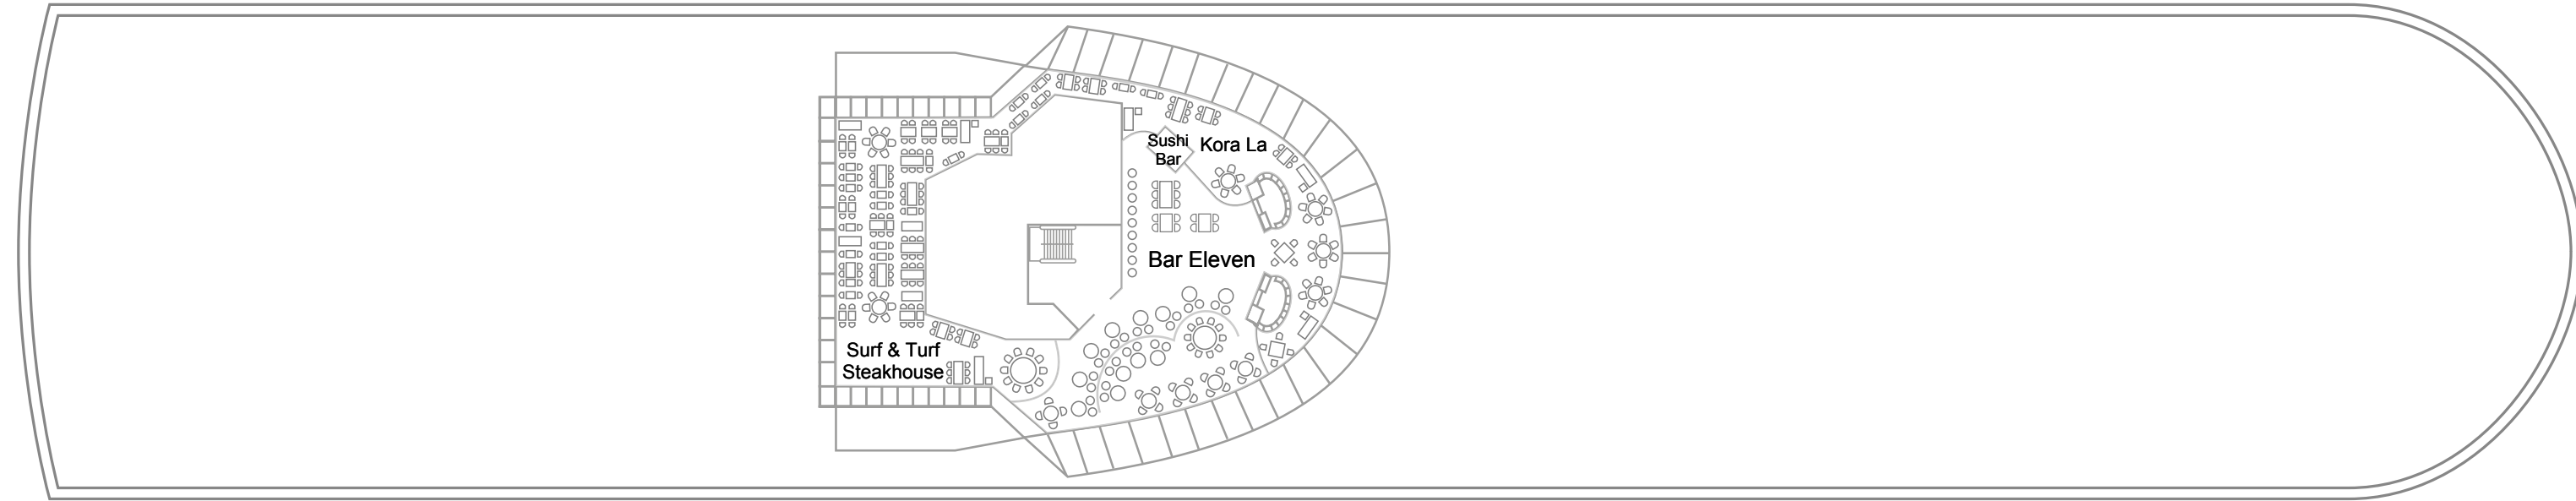 Sushi
Bar
Kora La
Bar Eleven
Surf & Turf
Steakhouse